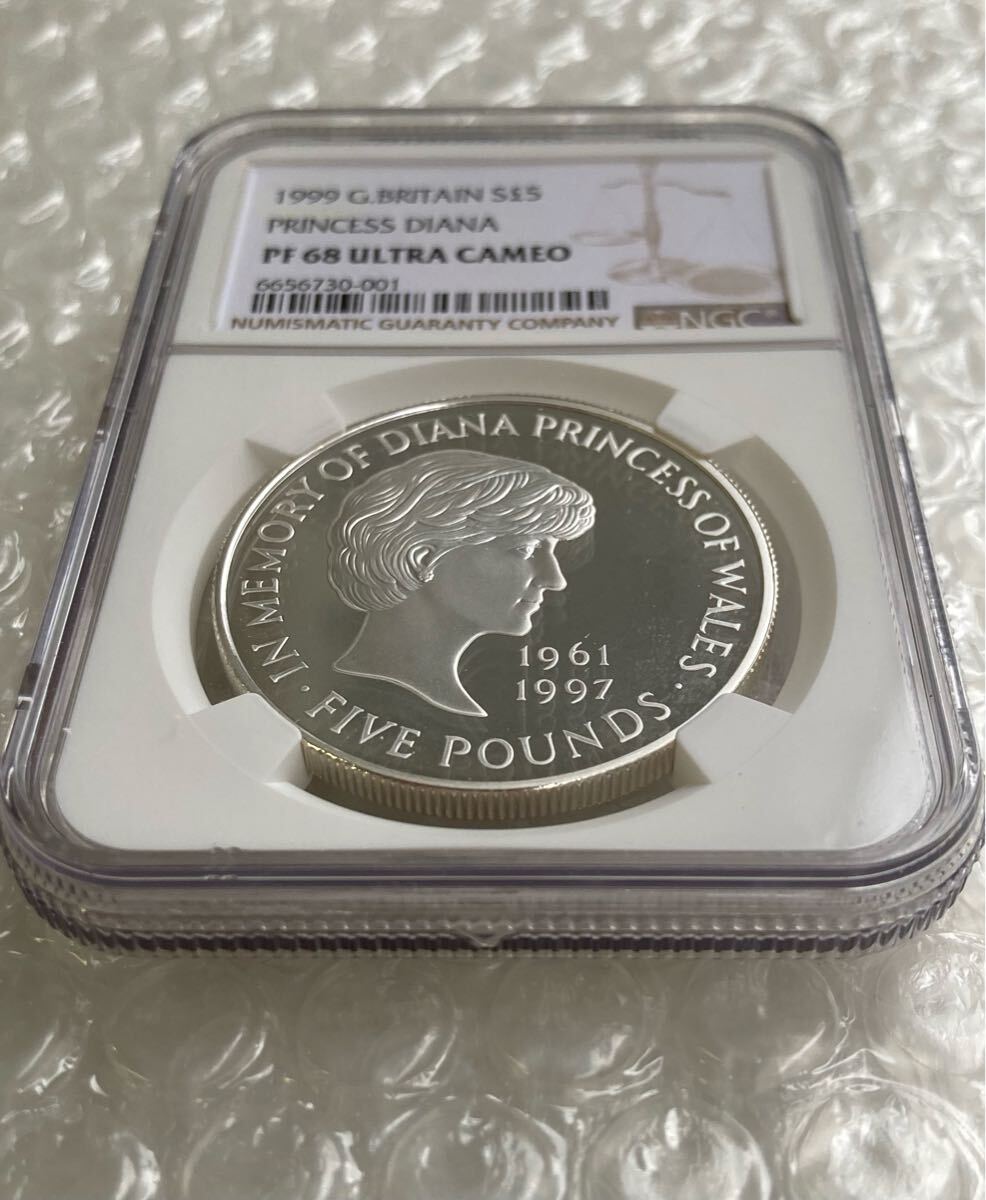 1999 G.BRITAIN S£5
PRINCESS DIANA
PF 68 ULTRA CAMEO
6656730-001
NUMISMATIC GUARANTY COMPANY
NGC
IN MEMORY OF DIANA PRINCESS OF WALES ·
1961
1997
· FIVE POUNDS